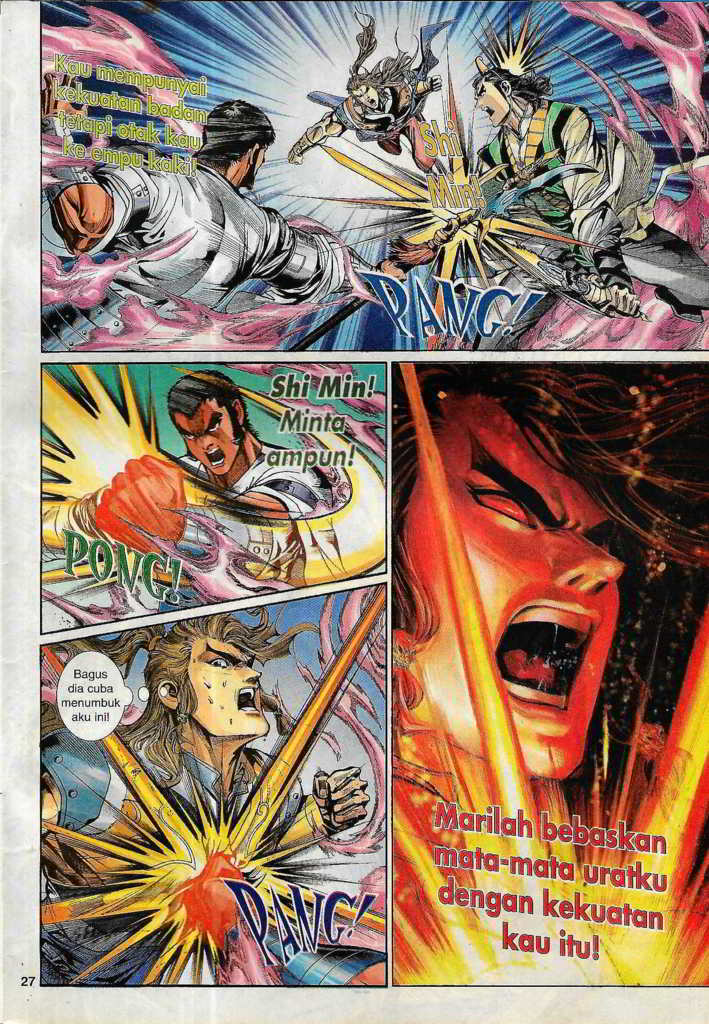 Kau mempunyai
kekuatan badan
tetapi otak kau
ke empu kaki!
Shi
Min!
PANG!
Shi Min!
Minta
ampun!
PONG!
Bagus
dia cuba
menumbuk
aku ini!
PANG!
Marilah bebaskan
mata-mata uratku
dengan kekuatan
kau itu!
27